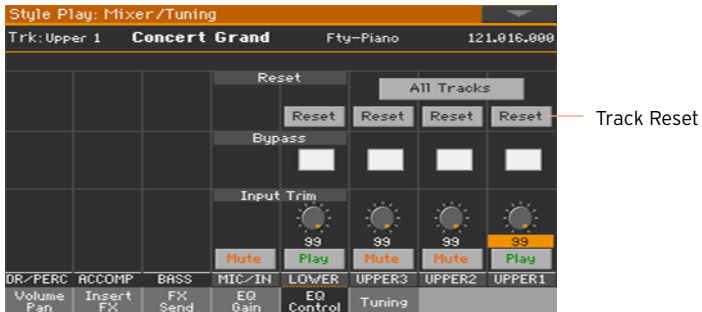 Style Play: Mixer/Tuning
Trk:Upper 1 Concert Grand Fty-Piano 121.016.000
Reset
All Tracks
Reset Reset Reset Reset Track Reset
Bypass
Input Trim
99 99 99 99
Mute Play Mute Mute Play
DR/PERC ACCOMP BASS MIC/IN LOWER UPPER3 UPPER2 UPPER1
Volume Pan Insert FX FX Send EQ Gain EQ Control Tuning